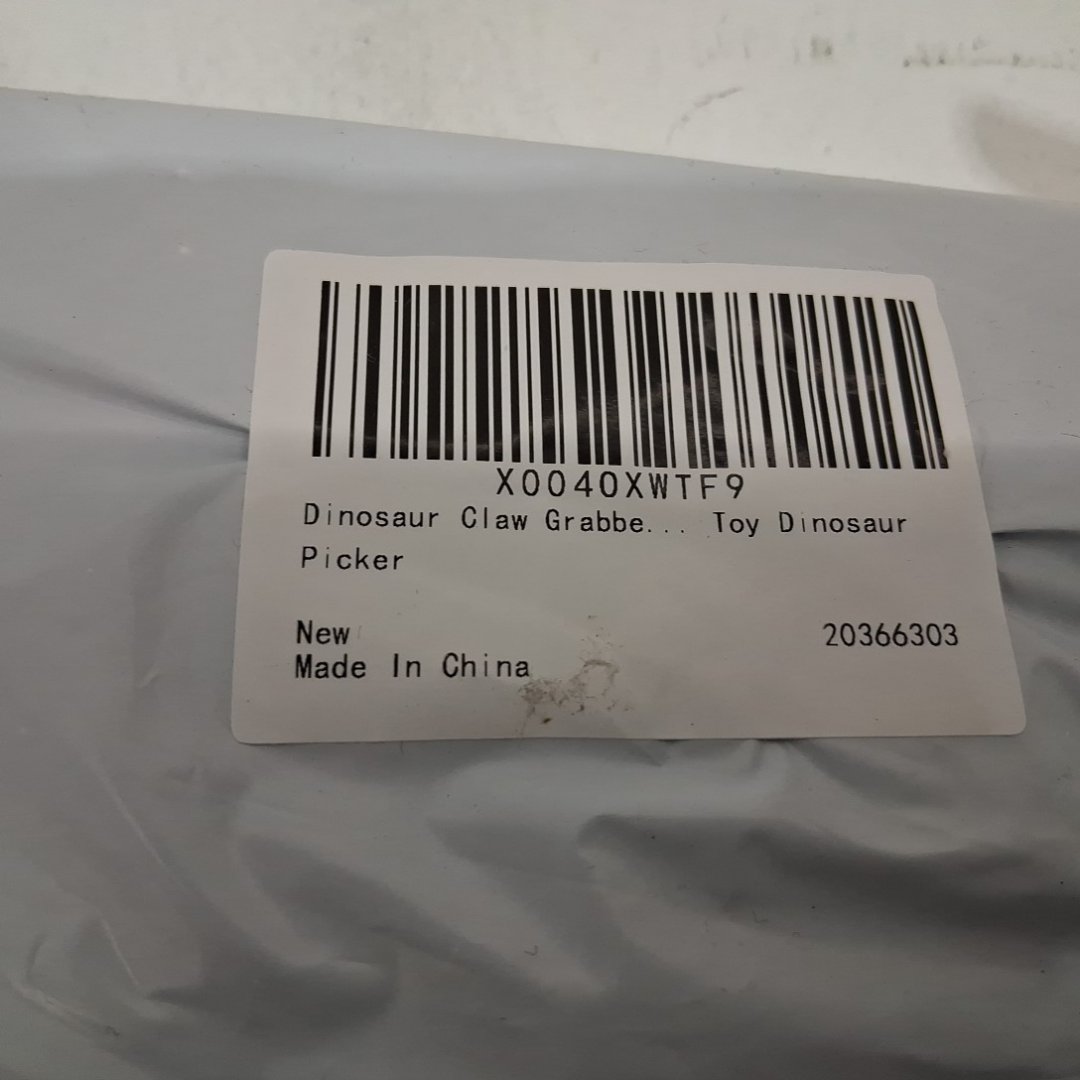 X0040XWTF9
Dinosaur Claw Grabbe... Toy Dinosaur
Picker
New
20366303
Made In China